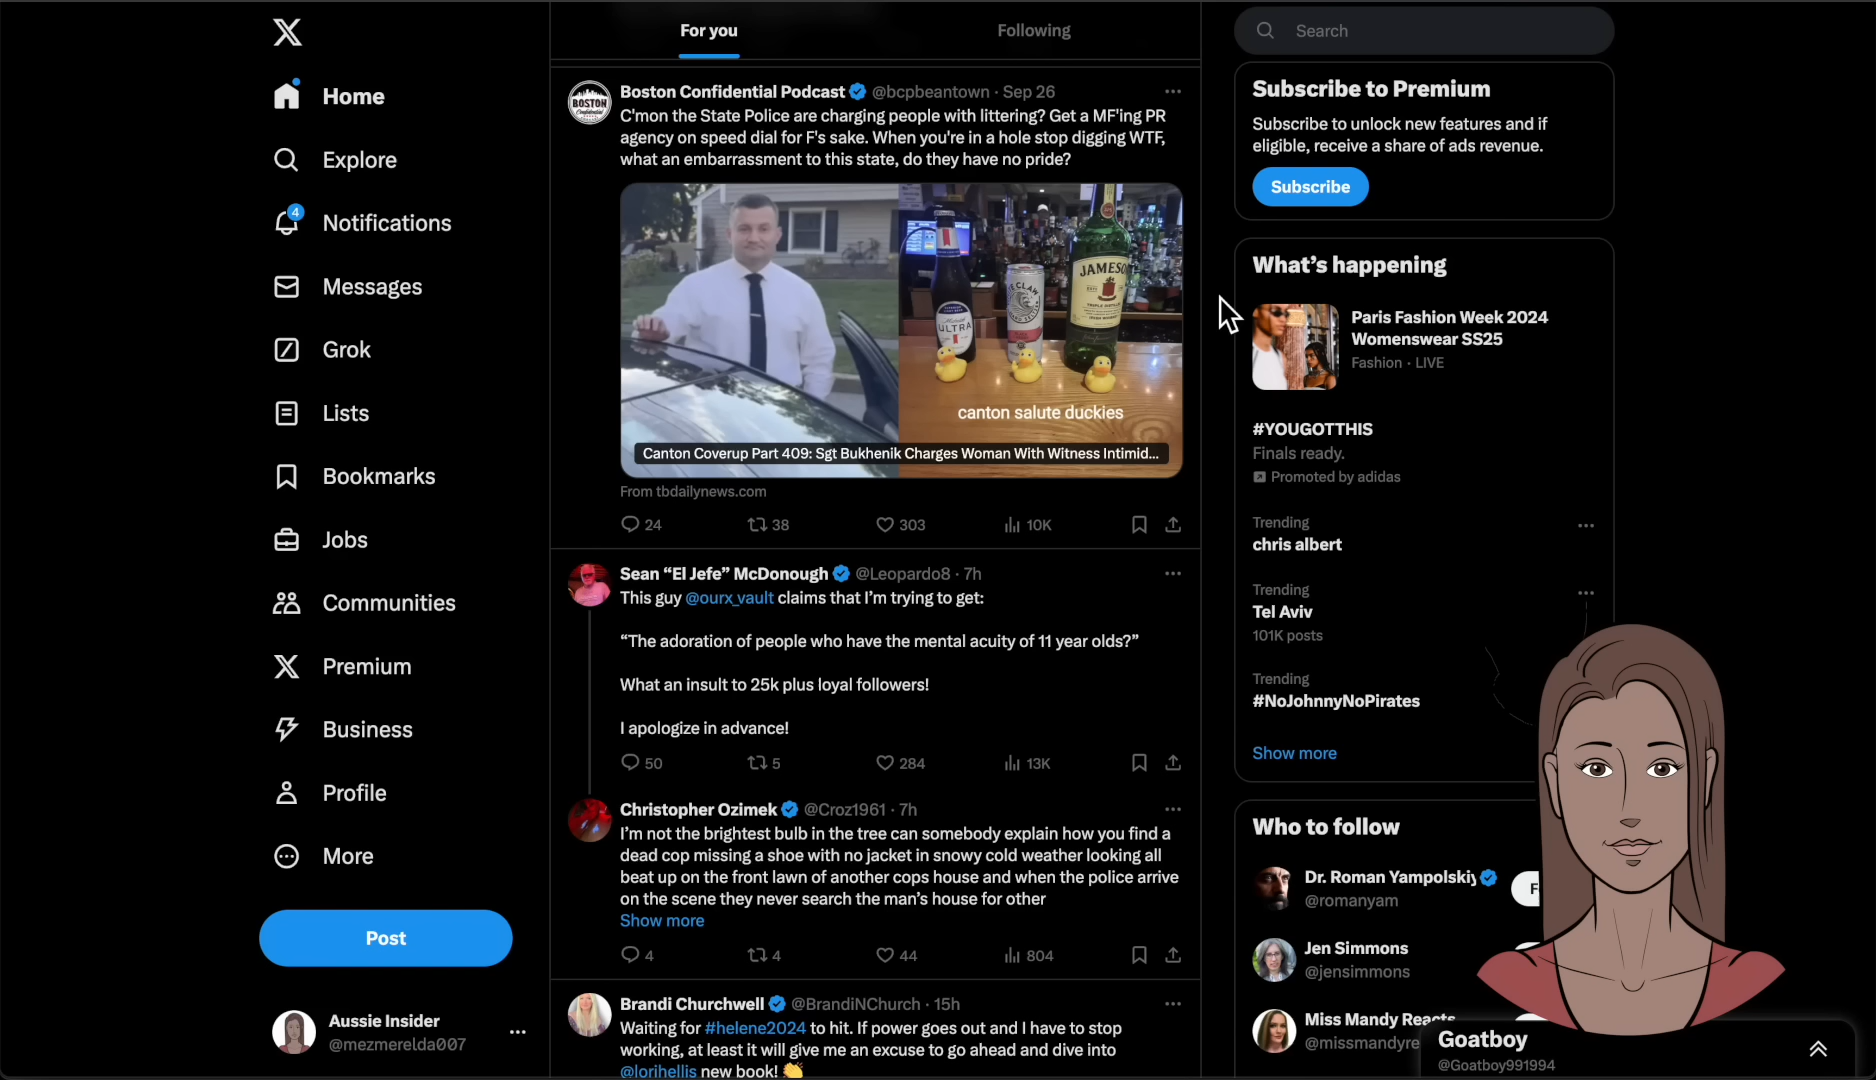 Home
Explore
4
Notifications
Messages
Grok
Lists
Bookmarks
Jobs
Communities
Premium
Business
Profile
More
Post
Aussie Insider
@mezmerelda007
For you
Following
Boston Confidential Podcast @bcpbeantown · Sep 26
C'mon the State Police are charging people with littering? Get a MF'ing PR
agency on speed dial for F's sake. When you're in a hole stop digging WTF,
what an embarrassment to this state, do they have no pride?
BOSTON
ULTRA
JAMES
canton salute duckies
Canton Coverup Part 409: Sgt Bukhenik Charges Woman With Witness Intimid...
From tbdailynews.com
24 38 303 10K
Sean “El Jefe” McDonough @Leopardo8 · 7h
This guy @ourx_vault claims that I’m trying to get:
“The adoration of people who have the mental acuity of 11 year olds?”
What an insult to 25k plus loyal followers!
I apologize in advance!
50 5 284 13K
Christopher Ozimek @Croz1961 · 7h
I’m not the brightest bulb in the tree can somebody explain how you find a
dead cop missing a shoe with no jacket in snowy cold weather looking all
beat up on the front lawn of another cops house and when the police arrive
on the scene they never search the man’s house for other
Show more
4 4 44 804
Brandi Churchwell @BrandiNChurch · 15h
Waiting for #helene2024 to hit. If power goes out and I have to stop
working, at least it will give me an excuse to go ahead and dive into
@lorihellis new book! 👏
Search
Subscribe to Premium
Subscribe to unlock new features and if
eligible, receive a share of ads revenue.
Subscribe
What’s happening
Paris Fashion Week 2024
Womenswear SS25
Fashion · LIVE
#YOUGOTTHIS
Finals ready.
Promoted by adidas
Trending
chris albert
Trending
Tel Aviv
101K posts
Trending
#NoJohnnyNoPirates
Show more
Who to follow
Dr. Roman Yampolskiy
@romanyam
Jen Simmons
@jensimmons
Miss Mandy Reacts
@missmandyre
Goatboy
@Goatboy991994